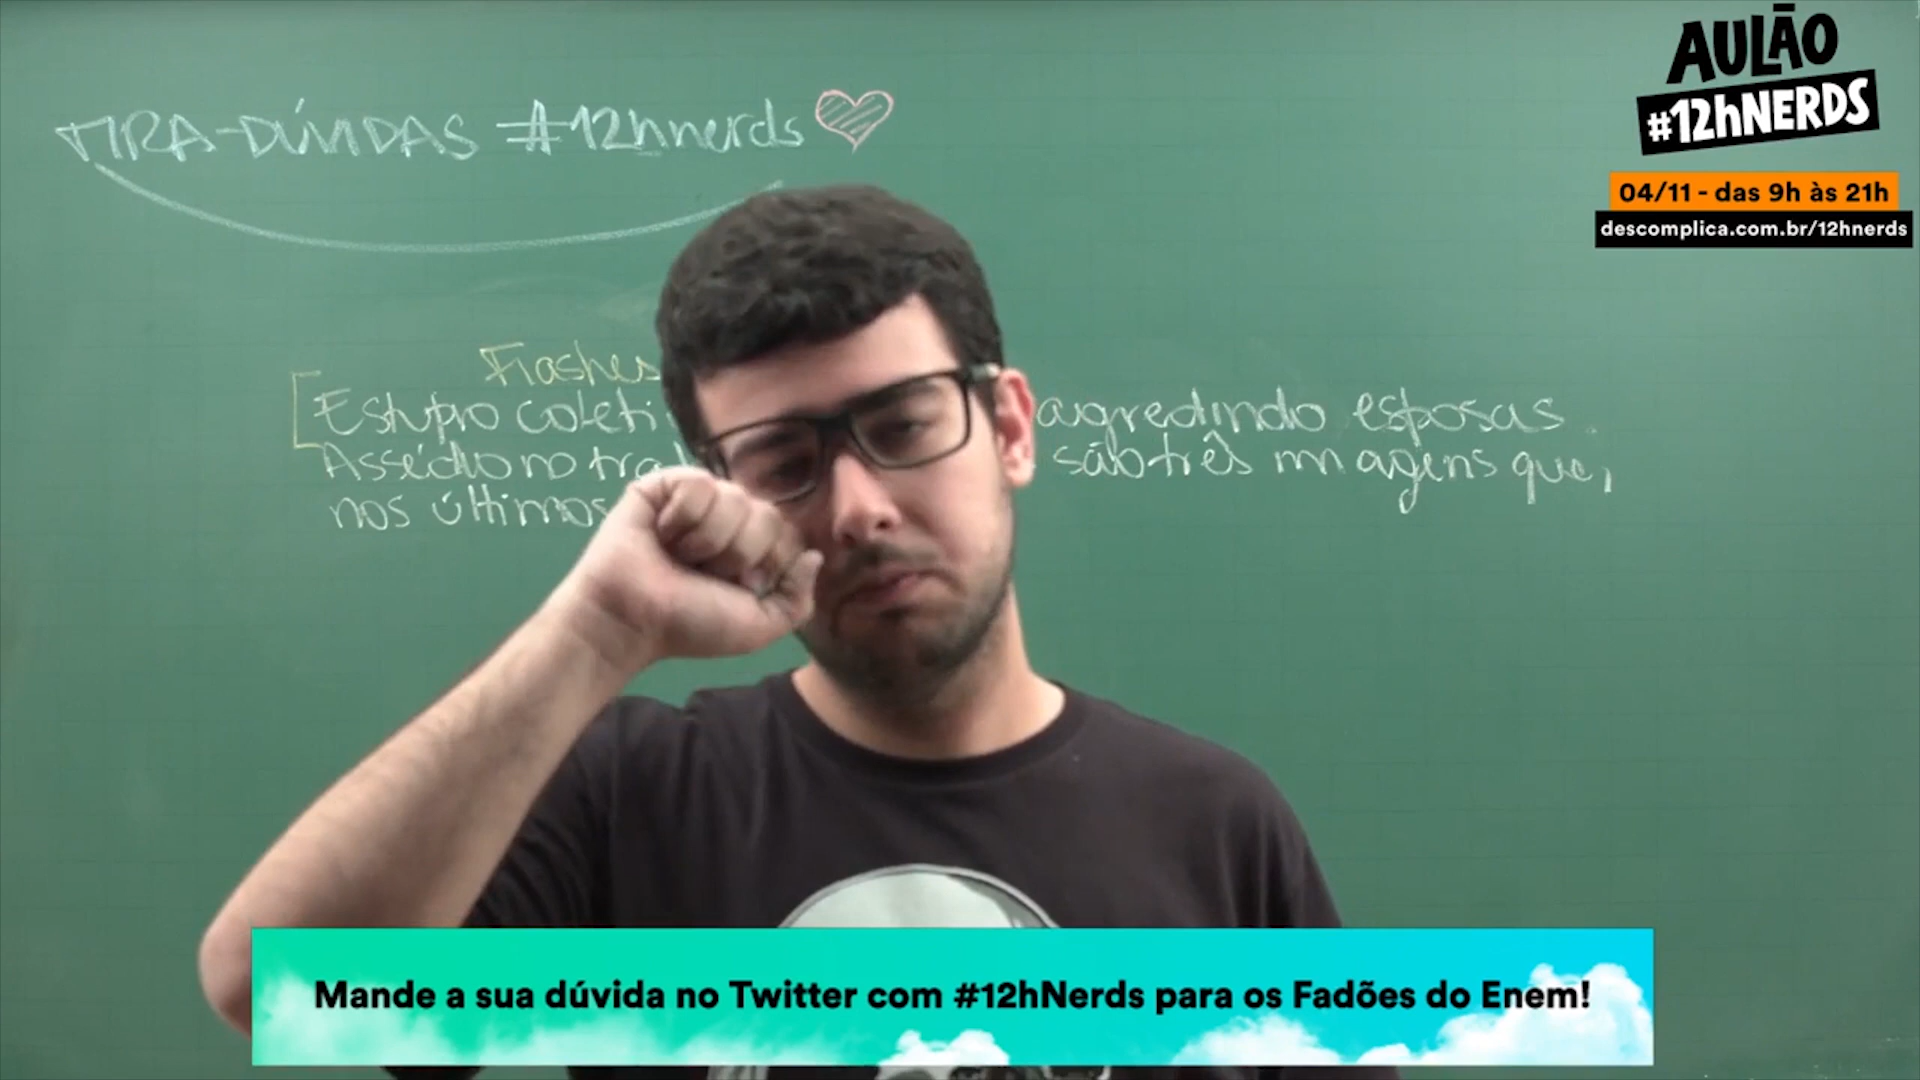 AULÃO
#12hNERDS
04/11 - das 9h às 21h
descomplica.com.br/12hnerds
TIRA-DÚVIDAS #12hnerds
Flashes
Estupro coleti agredindo esposas.
Assédio no tra são três imagens que,
nos últimos
Mande a sua dúvida no Twitter com #12hNerds para os Fadões do Enem!